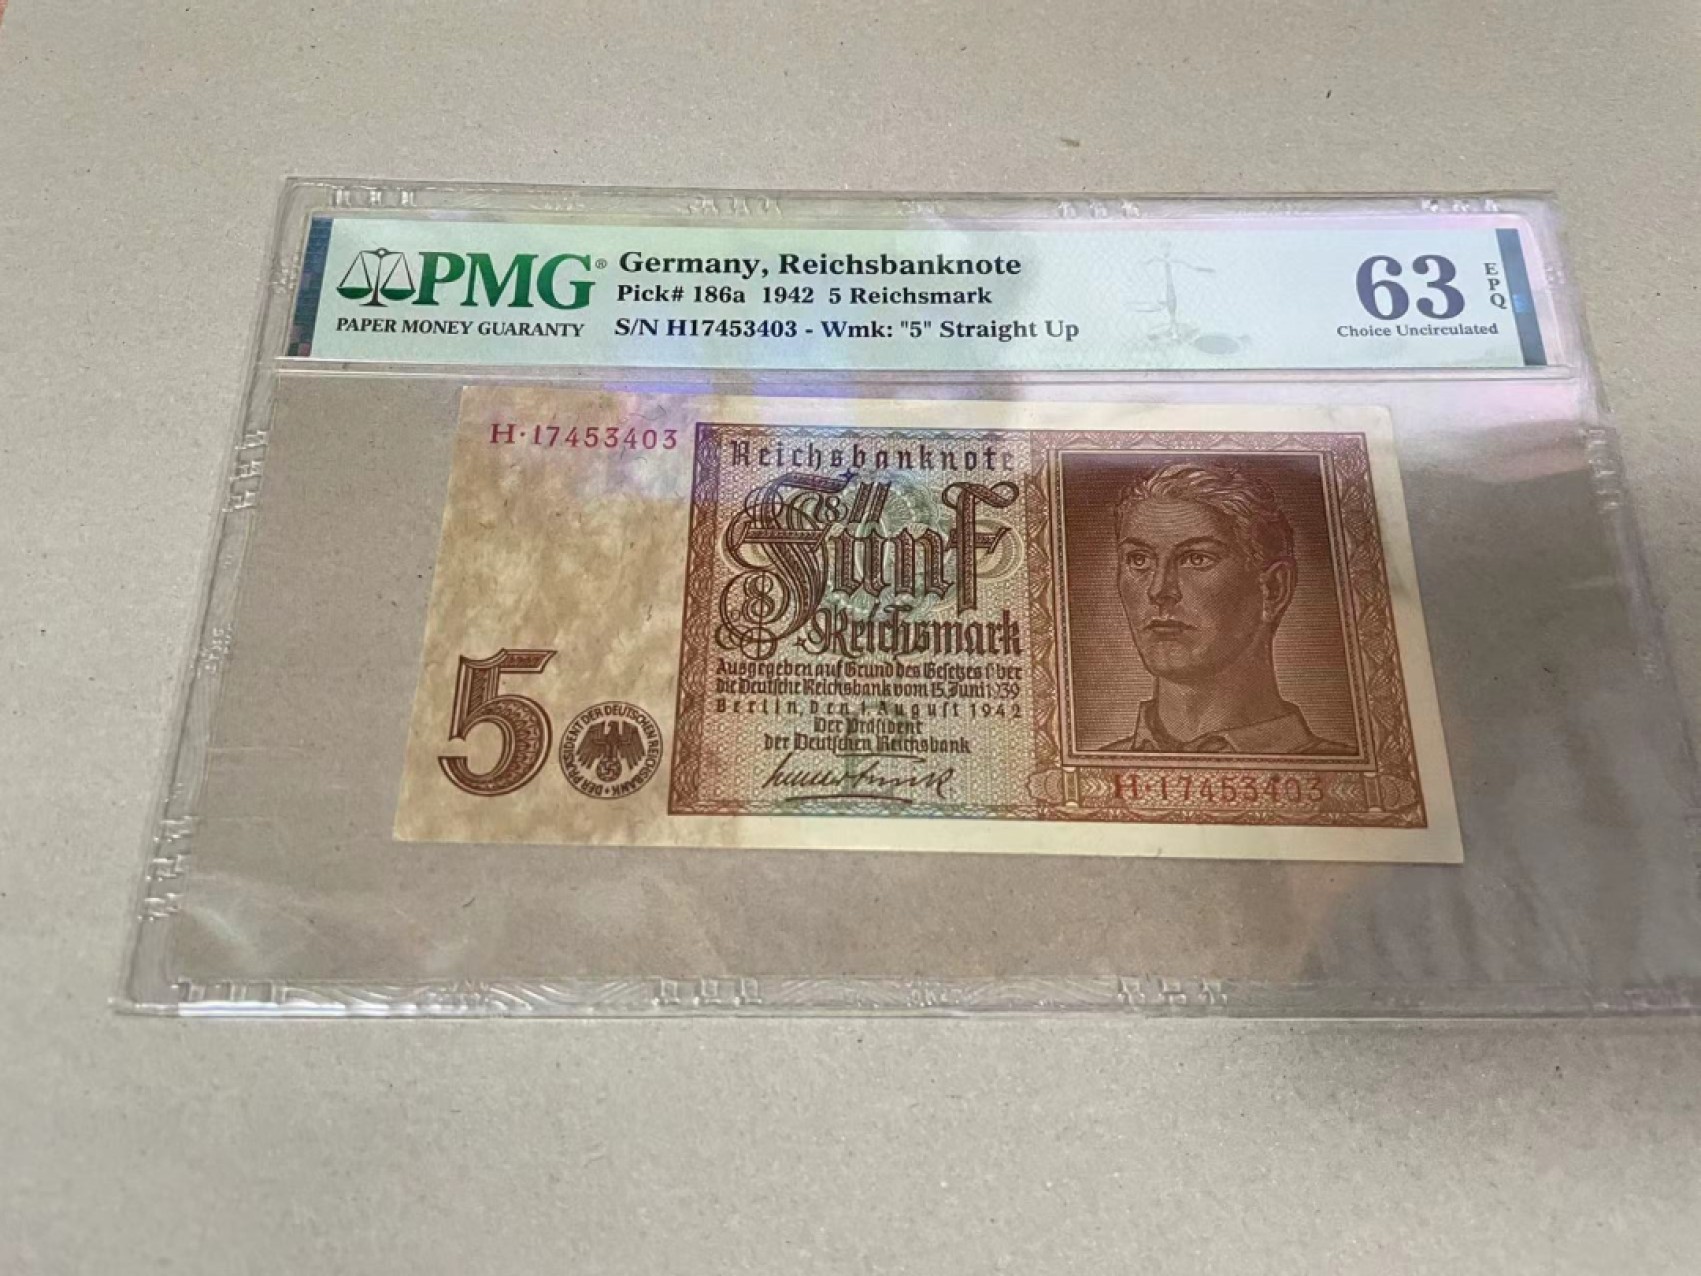 PMG®
PAPER MONEY GUARANTY
Germany, Reichsbanknote
Pick# 186a 1942 5 Reichsmark
S/N H17453403 - Wmk: "5" Straight Up
63
EPQ
Choice Uncirculated
H·17453403
Reichsbanknote
Fünf
Reichsmark
Ausgegeben auf Grund des Gesetzes über
die Deutsche Reichsbank vom 15. Juni 1939
Berlin, den 1. August 1942
Der Präsident
der Deutschen Reichsbank
5
DER PRÄSIDENT DER DEUTSCHEN REICHSBANK
H·17453403